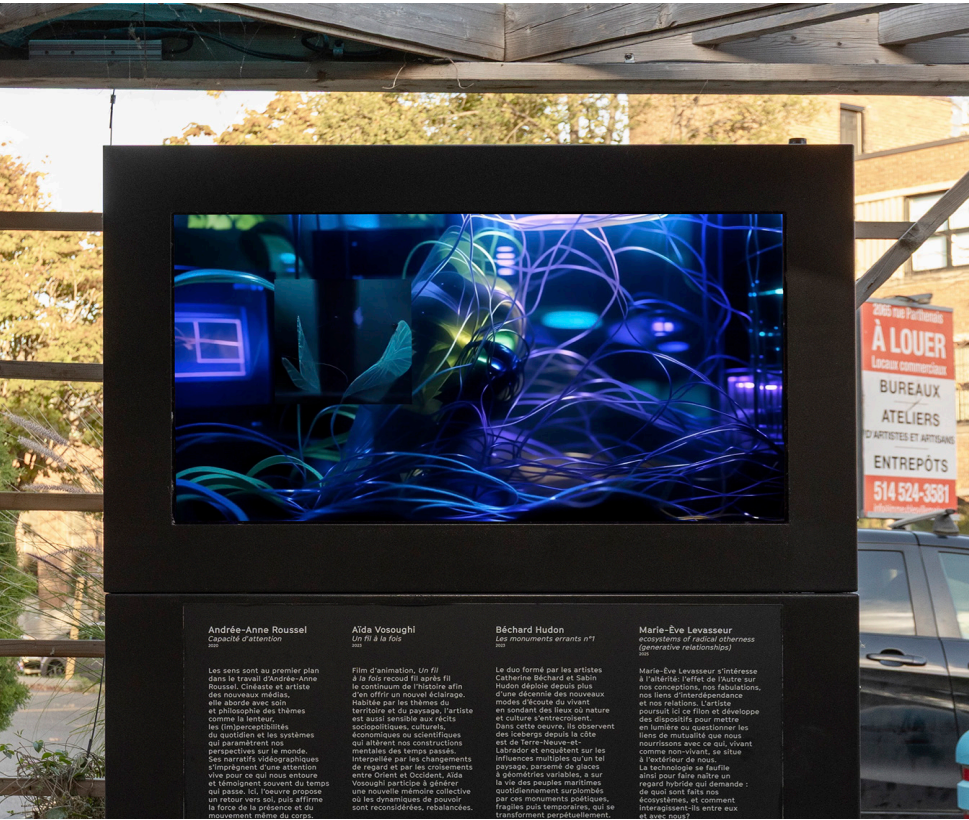 2065 rue Parthenais
À LOUER
Locaux commerciaux
BUREAUX
ATELIERS
D'ARTISTES ET ARTISANS
ENTREPÔTS
514 524-3581
Andrée-Anne Roussel
Capacité d'attention
2020
Les sens sont au premier plan
dans le travail d'Andrée-Anne
Roussel. Cinéaste et artiste
des nouveaux médias,
elle aborde avec soin
et philosophie des thèmes
comme la lenteur,
les (im)perceptibilités
du quotidien et les systèmes
qui paramètrent nos
perspectives sur le monde.
Ses narratifs vidéographiques
s'imprègnent d'une attention
vive pour ce qui nous entoure
et témoignent souvent du temps
qui passe. Ici, l'oeuvre propose
un retour vers soi, puis affirme
la force de la présence et du
mouvement même du corps.
Aïda Vosoughi
Un fil à la fois
2023
Film d'animation, Un fil
à la fois recoud fil après fil
le continuum de l'histoire afin
d'en offrir un nouvel éclairage.
Habitée par les thèmes du
territoire et du paysage, l'artiste
est aussi sensible aux récits
sociopolitiques, culturels,
économiques ou scientifiques
qui altèrent nos constructions
mentales des temps passés.
Interpellée par les changements
de regard et par les croisements
entre Orient et Occident, Aïda
Vosoughi participe à générer
une nouvelle mémoire collective
où les dynamiques de pouvoir
sont reconsidérées, rebalancées.
Béchard Hudon
Les monuments errants n°1
2023
Le duo formé par les artistes
Catherine Béchard et Sabin
Hudon déploie depuis plus
d'une décennie des nouveaux
modes d'écoute du vivant
en sondant des lieux où nature
et culture s'entrecroisent.
Dans cette oeuvre, ils observent
des icebergs depuis la côte
est de Terre-Neuve-et-
Labrador et enquêtent sur les
influences multiples qu'un tel
paysage, parsemé de glaces
à géométries variables, a sur
la vie des peuples maritimes
quotidiennement surplombés
par ces monuments poétiques,
fragiles puis temporaires, qui se
transforment perpétuellement.
Marie-Ève Levasseur
ecosystems of radical otherness
(generative relationships)
2025
Marie-Ève Levasseur s'intéresse
à l'altérité: l'effet de l'Autre sur
nos conceptions, nos fabulations,
nos liens d'interdépendance
et nos relations. L'artiste
poursuit ici ce filon et développe
des dispositifs pour mettre
en lumière ou questionner les
liens de mutualité que nous
nourrissons avec ce qui, vivant
comme non-vivant, se situe
à l'extérieur de nous.
La technologie se faufile
ainsi pour faire naître un
regard hybride qui demande :
de quoi sont faits nos
écosystèmes, et comment
interagissent-ils entre eux
et avec nous?